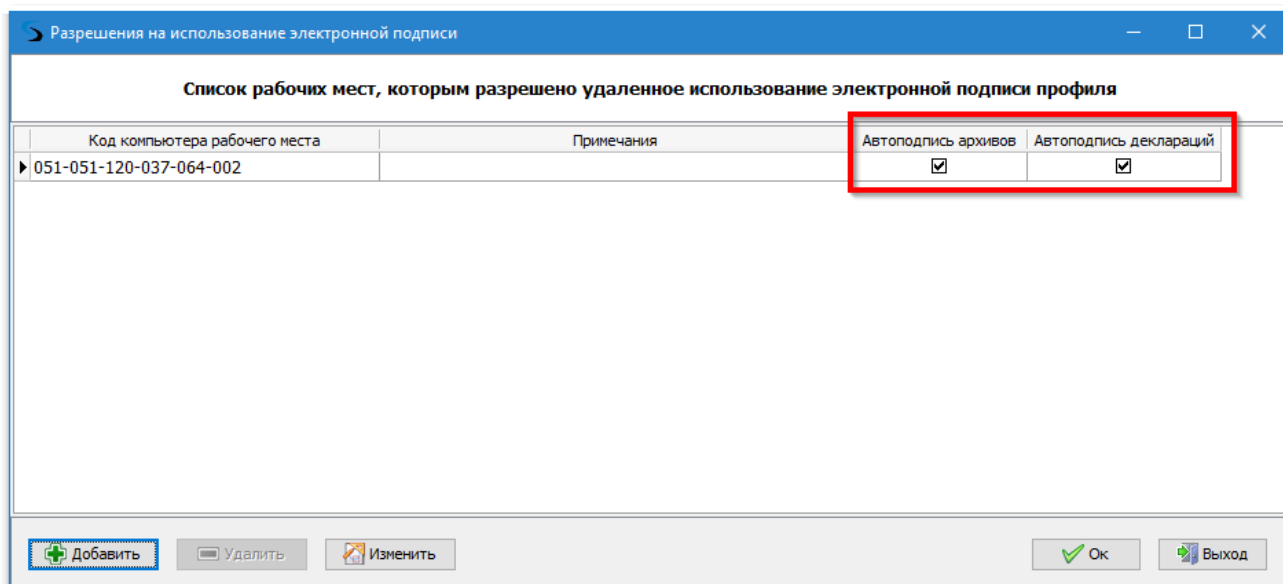 Разрешения на использование электронной подписи
Список рабочих мест, которым разрешено удаленное использование электронной подписи профиля
Код компьютера рабочего места Примечания Автоподпись архивов Автоподпись деклараций
051-051-120-037-064-002
Добавить Удалить Изменить Ок Выход